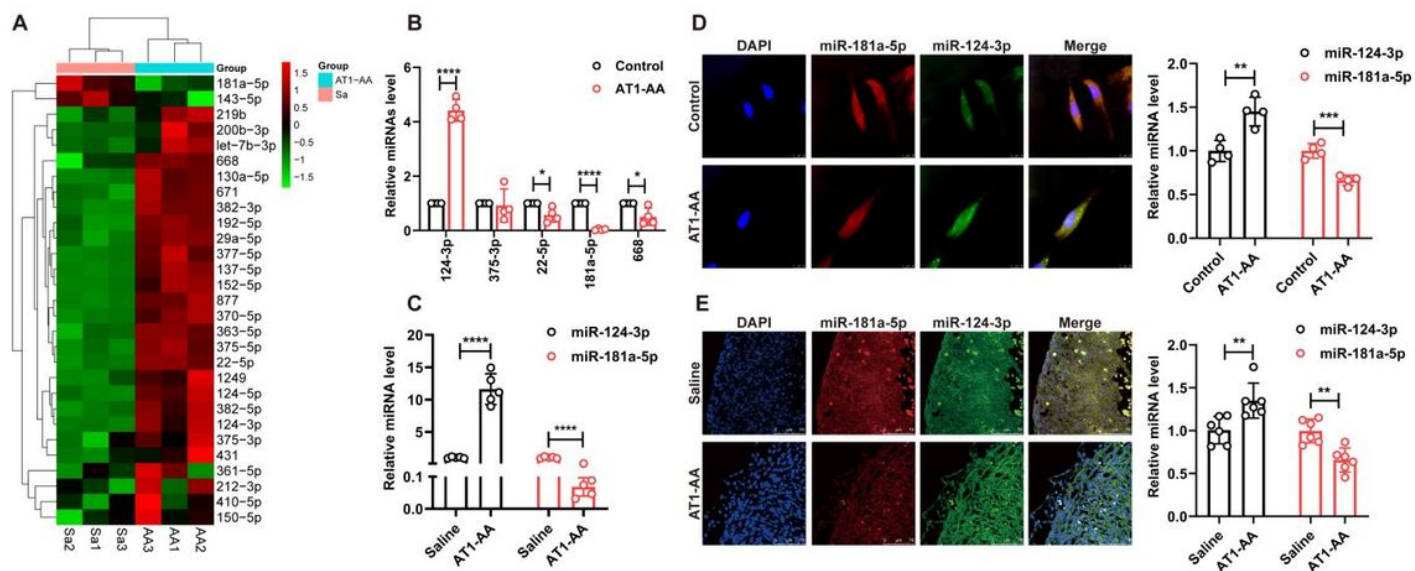 A
Group
AT1-AA
Sa
Group
1.5
1
0.5
0
−0.5
−1
−1.5
181a-5p
143-5p
219b
200b-3p
let-7b-3p
668
130a-5p
671
382-3p
192-5p
29a-5p
377-5p
137-5p
152-5p
877
370-5p
363-5p
375-5p
22-5p
1249
124-5p
382-5p
124-3p
375-3p
431
361-5p
212-3p
410-5p
150-5p
Sa2
Sa1
Sa3
AA3
AA1
AA2
B
Relative miRNAs level
6
4
2
1
0
Control
AT1-AA
****
*
****
*
124-3p
375-3p
22-5p
181a-5p
668
C
Relative miRNA level
20
15
10
5
0.1
0.0
miR-124-3p
miR-181a-5p
****
****
Saline
AT1-AA
Saline
AT1-AA
D
DAPI
miR-181a-5p
miR-124-3p
Merge
Control
AT1-AA
Relative miRNA level
2.0
1.5
1.0
0.5
0.0
miR-124-3p
miR-181a-5p
**
***
Control
AT1-AA
Control
AT1-AA
E
DAPI
miR-181a-5p
miR-124-3p
Merge
Saline
AT1-AA
Relative miRNA level
2.0
1.5
1.0
0.5
0.0
miR-124-3p
miR-181a-5p
**
**
Saline
AT1-AA
Saline
AT1-AA